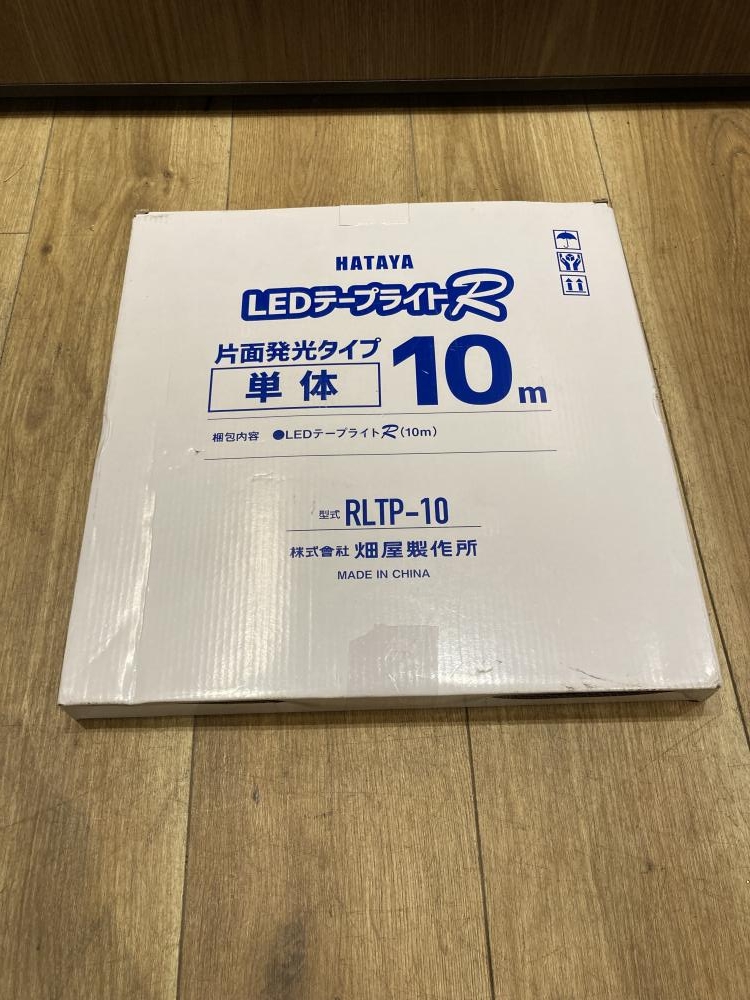 HATAYA
LEDテープライトR
片面発光タイプ
単体
10m
梱包内容 ●LEDテープライトR(10m)
型式 RLTP-10
株式會社 畑屋製作所
MADE IN CHINA